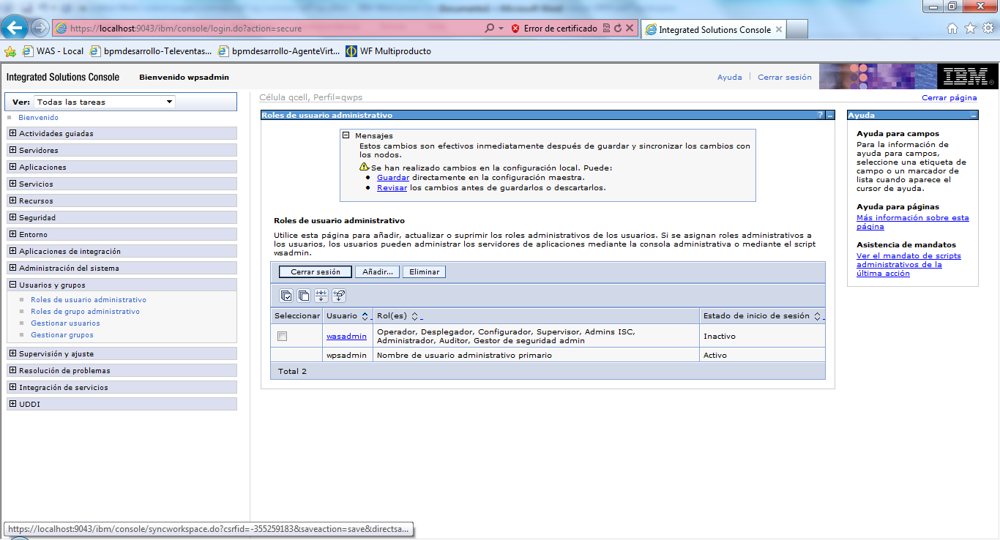 https://localhost:9043/ibm/console/login.do?action=secure
Error de certificado
Integrated Solutions Console
WAS - Local
bpmdesarrollo-Televentas...
bpmdesarrollo-AgenteVirt...
WF Multiproducto
Integrated Solutions Console
Bienvenido wpsadmin
Ayuda
Cerrar sesión
IBM
Ver: Todas las tareas
Bienvenido
Actividades guiadas
Servidores
Aplicaciones
Servicios
Recursos
Seguridad
Entorno
Aplicaciones de integración
Administración del sistema
Usuarios y grupos
Roles de usuario administrativo
Roles de grupo administrativo
Gestionar usuarios
Gestionar grupos
Supervisión y ajuste
Resolución de problemas
Integración de servicios
UDDI
Célula qcell, Perfil=qwps
Cerrar página
Roles de usuario administrativo
?
Mensajes
Estos cambios son efectivos inmediatamente después de guardar y sincronizar los cambios con
los nodos.
Se han realizado cambios en la configuración local. Puede:
Guardar directamente en la configuración maestra.
Revisar los cambios antes de guardarlos o descartarlos.
Roles de usuario administrativo
Utilice esta página para añadir, actualizar o suprimir los roles administrativos de los usuarios. Si se asignan roles administrativos a
los usuarios, los usuarios pueden administrar los servidores de aplicaciones mediante la consola administrativa o mediante el script
wsadmin.
Cerrar sesión
Añadir...
Eliminar
Seleccionar
Usuario
Rol(es)
Estado de inicio de sesión
wasadmin
Operador, Desplegador, Configurador, Supervisor, Admins ISC,
Administrador, Auditor, Gestor de seguridad admin
Inactivo
wpsadmin
Nombre de usuario administrativo primario
Activo
Total 2
Ayuda
Ayuda para campos
Para la información de
ayuda para campos,
seleccione una etiqueta de
campo o un marcador de
lista cuando aparece el
cursor de ayuda.
Ayuda para páginas
Más información sobre esta
página
Asistencia de mandatos
Ver el mandato de scripts
administrativos de la
última acción
https://localhost:9043/ibm/console/syncworkspace.do?csrfid=-355259183&saveaction=save&directsa...